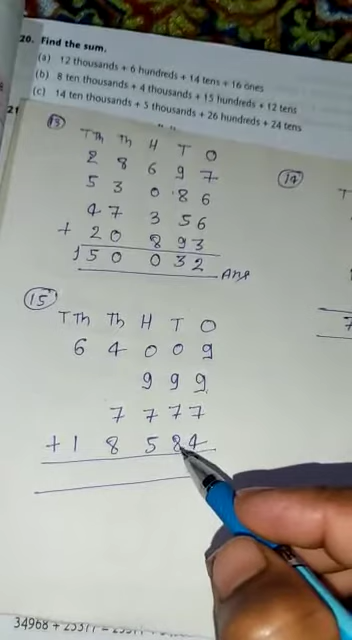 20. Find the sum.
(a) 12 thousands + 6 hundreds + 14 tens + 16 ones
(b) 8 ten thousands + 4 thousands + 15 hundreds + 12 tens
(c) 14 ten thousands + 5 thousands + 26 hundreds + 24 tens
21
13
TTh Th H T O
2 8 6 9 7
5 3 0 8 6
4 7 3 5 6
+ 2 0 8 9 3
1 5 0 0 3 2 Ans
14
T
7
15
TTh Th H T O
6 4 0 0 9
9 9 9
7 7 7 7
+ 1 8 5 8 4
34968 +